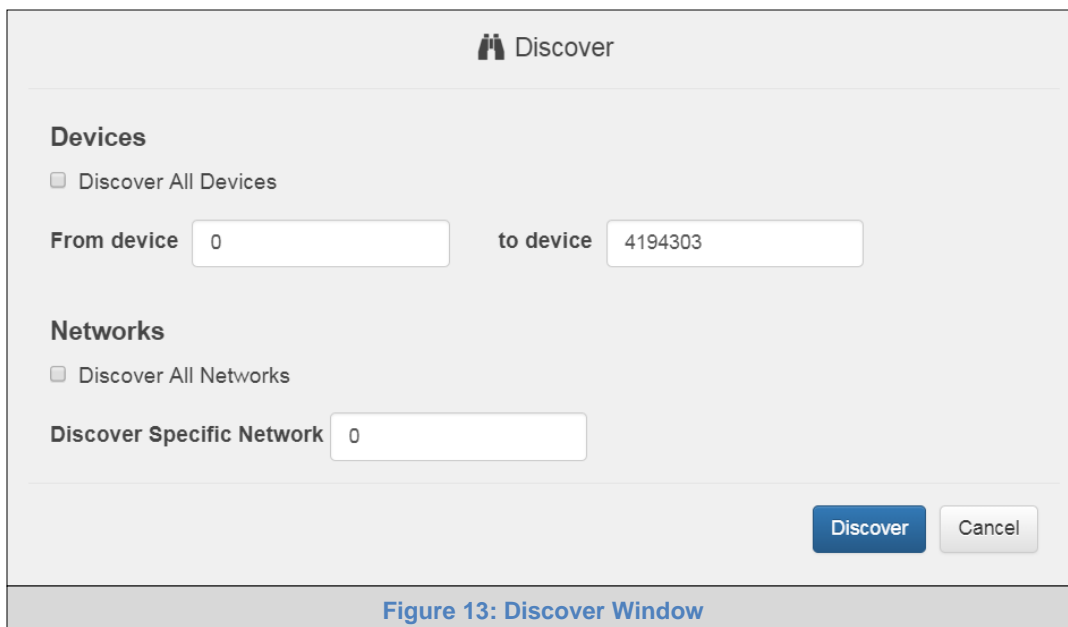 Discover
Devices
Discover All Devices
From device 0 to device 4194303
Networks
Discover All Networks
Discover Specific Network 0
Discover Cancel
Figure 13: Discover Window